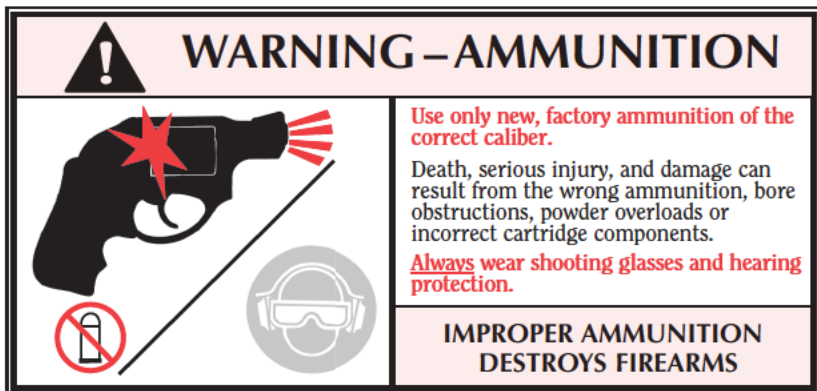 WARNING–AMMUNITION
Use only new, factory ammunition of the
correct caliber.
Death, serious injury, and damage can
result from the wrong ammunition, bore
obstructions, powder overloads or
incorrect cartridge components.
Always wear shooting glasses and hearing
protection.
IMPROPER AMMUNITION
DESTROYS FIREARMS